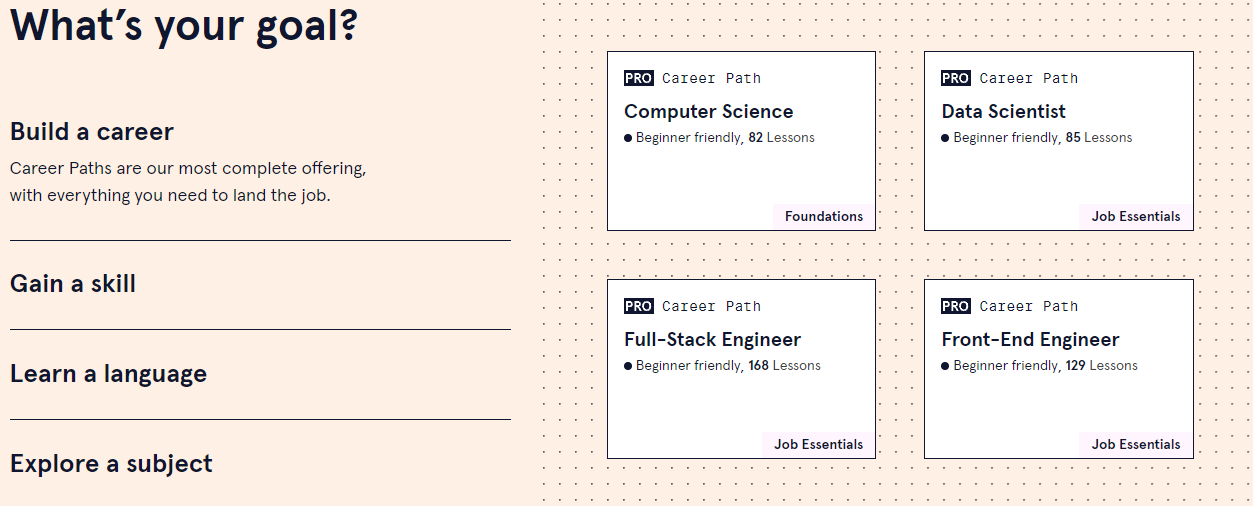 What’s your goal?
Build a career
Career Paths are our most complete offering,
with everything you need to land the job.
Gain a skill
Learn a language
Explore a subject
PRO Career Path
Computer Science
Beginner friendly, 82 Lessons
Foundations
PRO Career Path
Data Scientist
Beginner friendly, 85 Lessons
Job Essentials
PRO Career Path
Full-Stack Engineer
Beginner friendly, 168 Lessons
Job Essentials
PRO Career Path
Front-End Engineer
Beginner friendly, 129 Lessons
Job Essentials